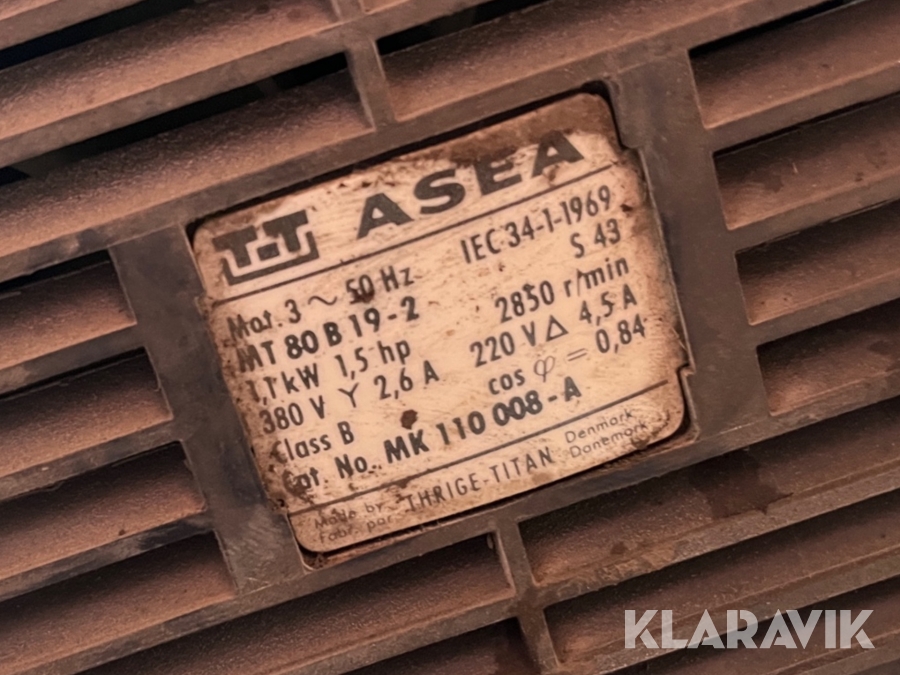 TT ASEA
Mot. 3 ~ 50 Hz IEC 34-1-1969
MT 80 B 19-2 S 43
1,1 kW 1,5 hp 2850 r/min
380 V Y 2,6 A 220 V Δ 4,5 A
Class B cos φ = 0,84
Cat. No. MK 110 008-A
Made by THRIGE-TITAN Denmark
Fabr. par Danemark
KLARAVIK